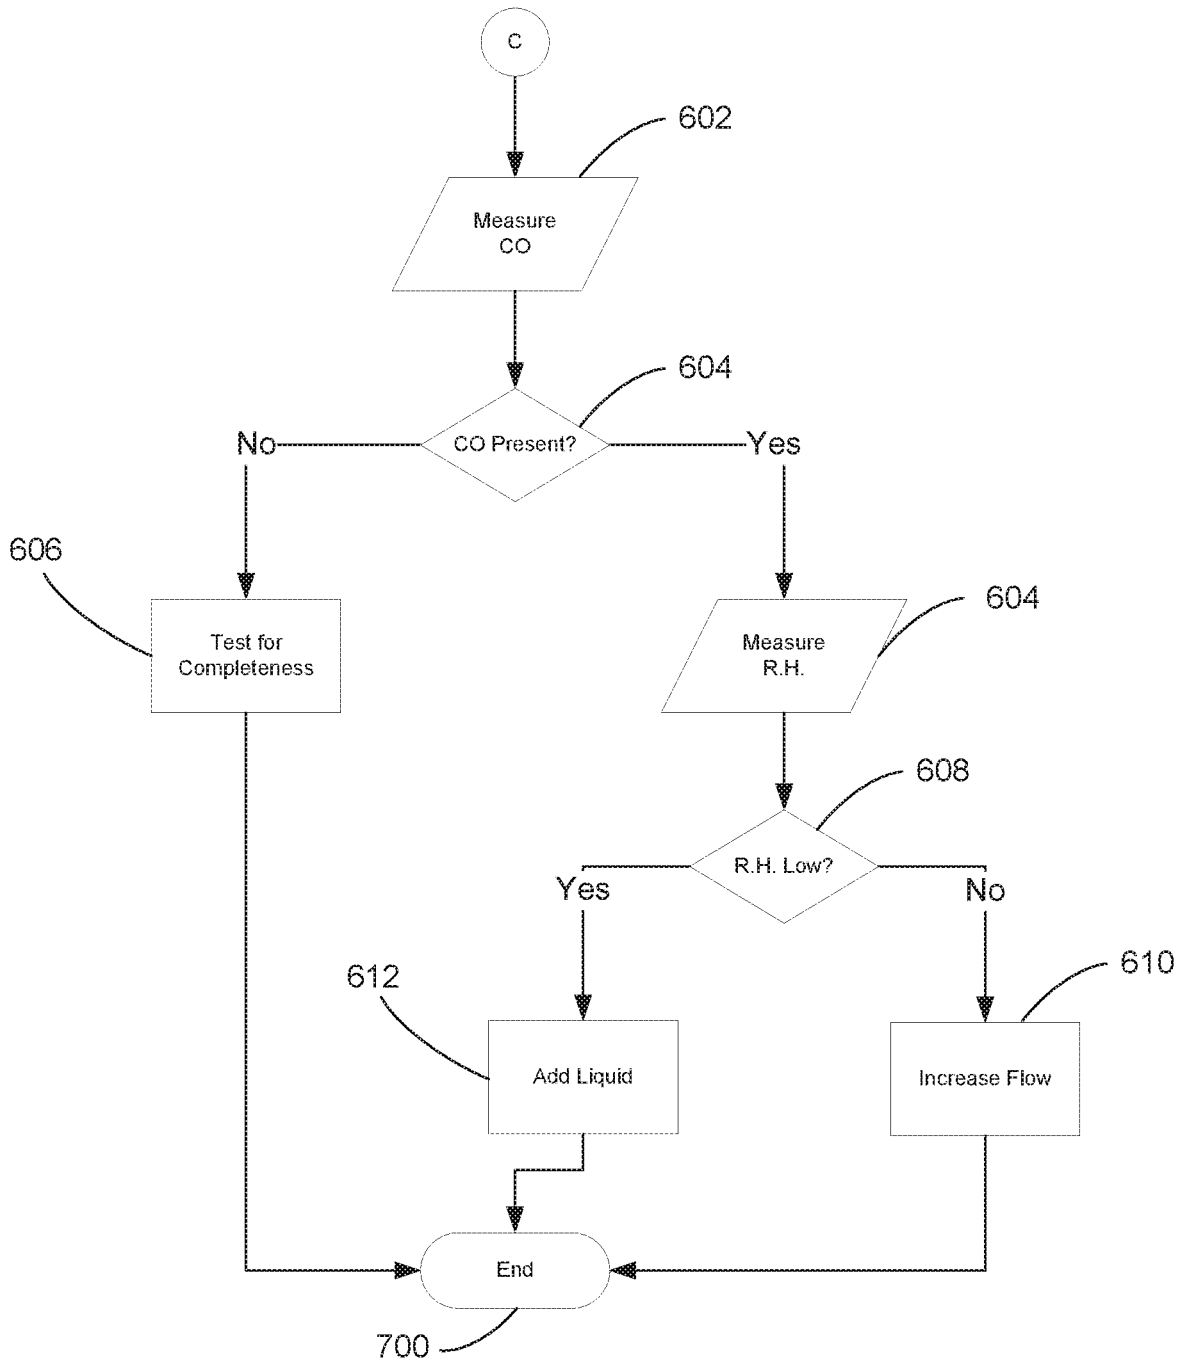 C
602
Measure
CO
604
No
CO Present?
Yes
606
Test for
Completeness
Measure
R.H.
604
608
R.H. Low?
Yes
No
612
610
Add Liquid
Increase Flow
End
700